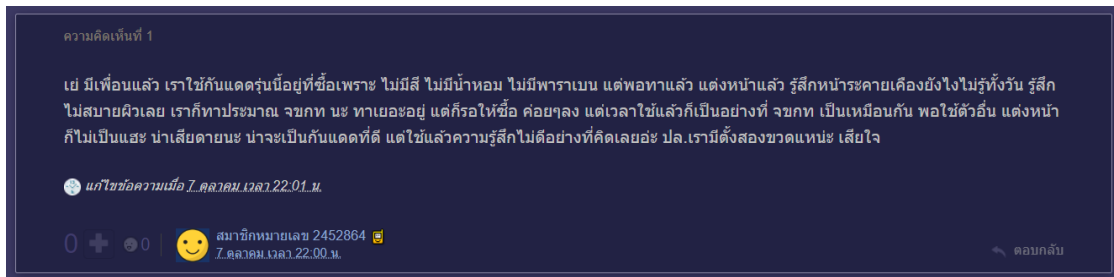 ความคิดเห็นที่ 1
เย่ มีเพื่อนแล้ว เราใช้กันแดดรุ่นนี้อยู่ที่ซื้อเพราะ ไม่มีสี ไม่มีน้ำหอม ไม่มีพาราเบน แต่พอทาแล้ว แต่งหน้าแล้ว รู้สึกหน้าระคายเคืองยังไงไม่รู้ทั้งวัน รู้สึก
ไม่สบายผิวเลย เราก็ทาประมาณ จขกท นะ ทาเยอะอยู่ แต่ก็รอให้ซื้อ ค่อยๆลง แต่เวลาใช้แล้วก็เป็นอย่างที่ จขกท เป็นเหมือนกัน พอใช้ตัวอื่น แต่งหน้า
ก็ไม่เป็นแฮะ น่าเสียดายนะ น่าจะเป็นกันแดดที่ดี แต่ใช้แล้วความรู้สึกไม่ดีอย่างที่คิดเลยอ่ะ ปล.เรามีตั้งสองขวดแหน่ะ เสียใจ
แก้ไขข้อความเมื่อ 7 ตุลาคม เวลา 22:01 น.
0 0 สมาชิกหมายเลข 2452864
7 ตุลาคม เวลา 22:00 น.
ตอบกลับ